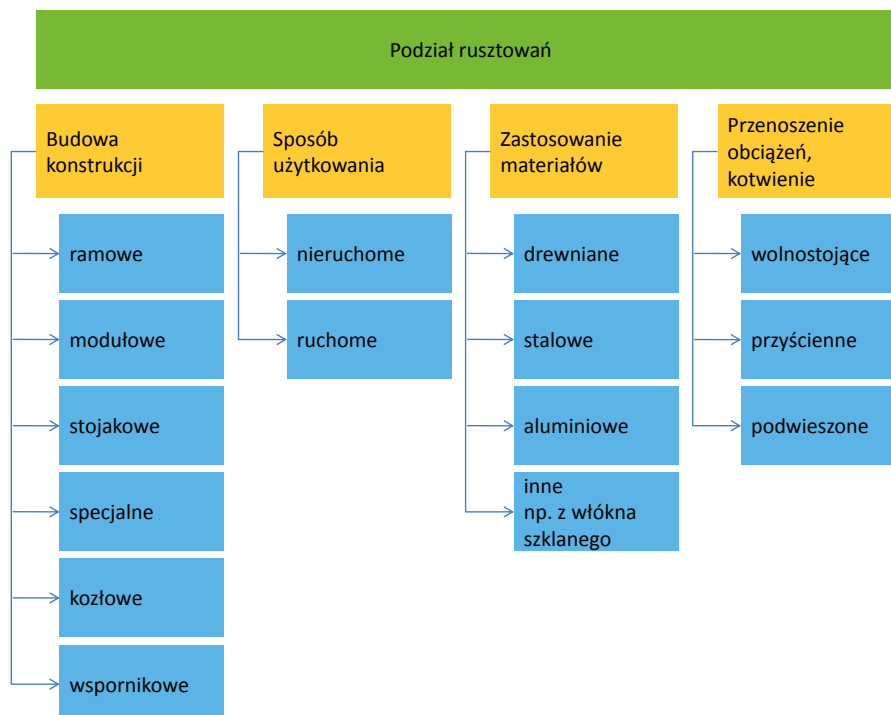 Podział rusztowań
Budowa
konstrukcji
ramowe
modułowe
stojakowe
specjalne
kozłowe
wspornikowe
Sposób
użytkowania
nieruchome
ruchome
Zastosowanie
materiałów
drewniane
stalowe
aluminiowe
inne
np. z włókna
szklanego
Przenoszenie
obciążeń,
kotwienie
wolnostojące
przyścienne
podwieszone